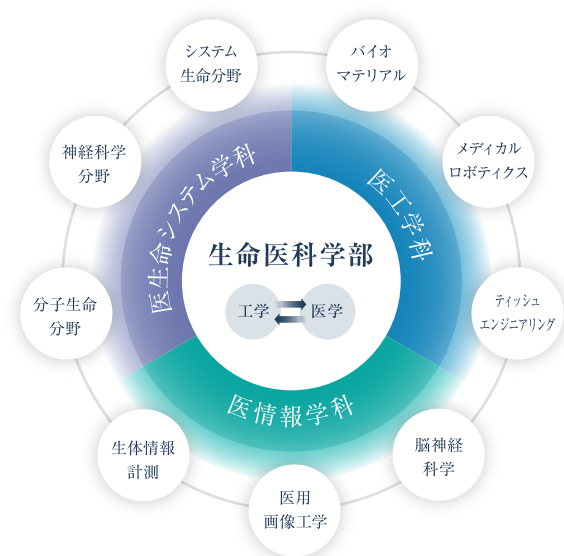 システム
生命分野
バイオ
マテリアル
神経科学
分野
メディカル
ロボティクス
医生命システム学科
医工学科
生命医科学部
工学
医学
分子生命
分野
ティッシュ
エンジニアリング
医情報学科
生体情報
計測
脳神経
科学
医用
画像工学